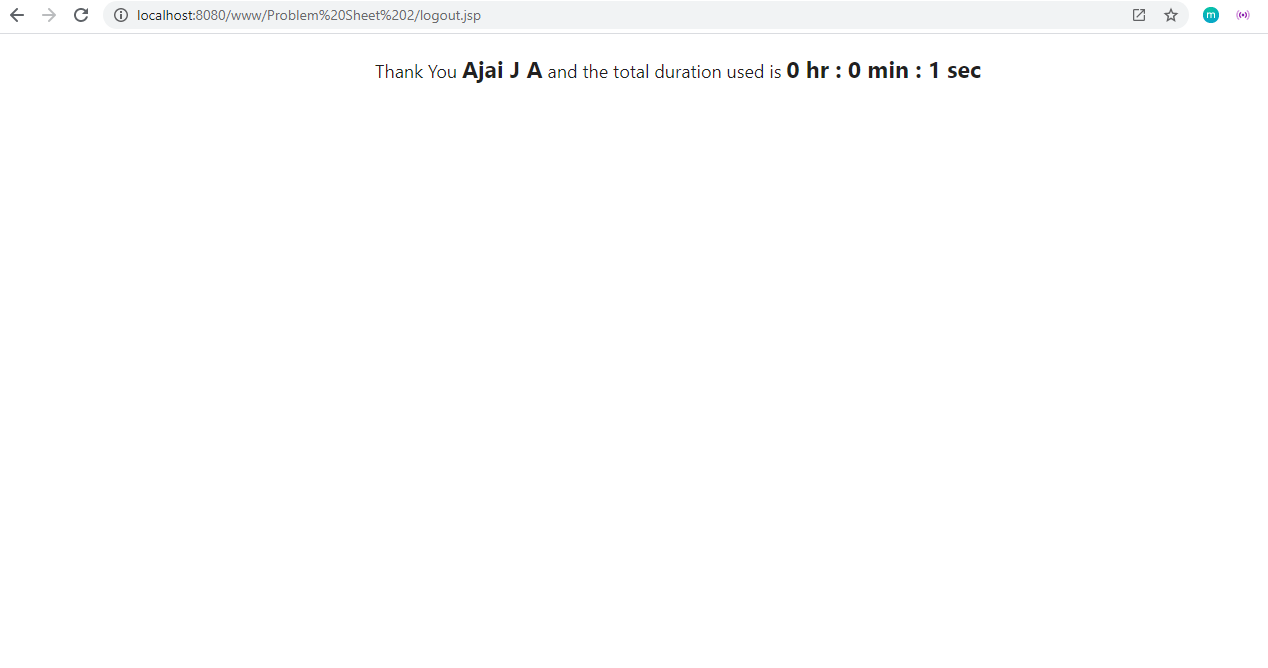 localhost:8080/www/Problem%20Sheet%202/logout.jsp
m
Thank You Ajai J A and the total duration used is 0 hr : 0 min : 1 sec